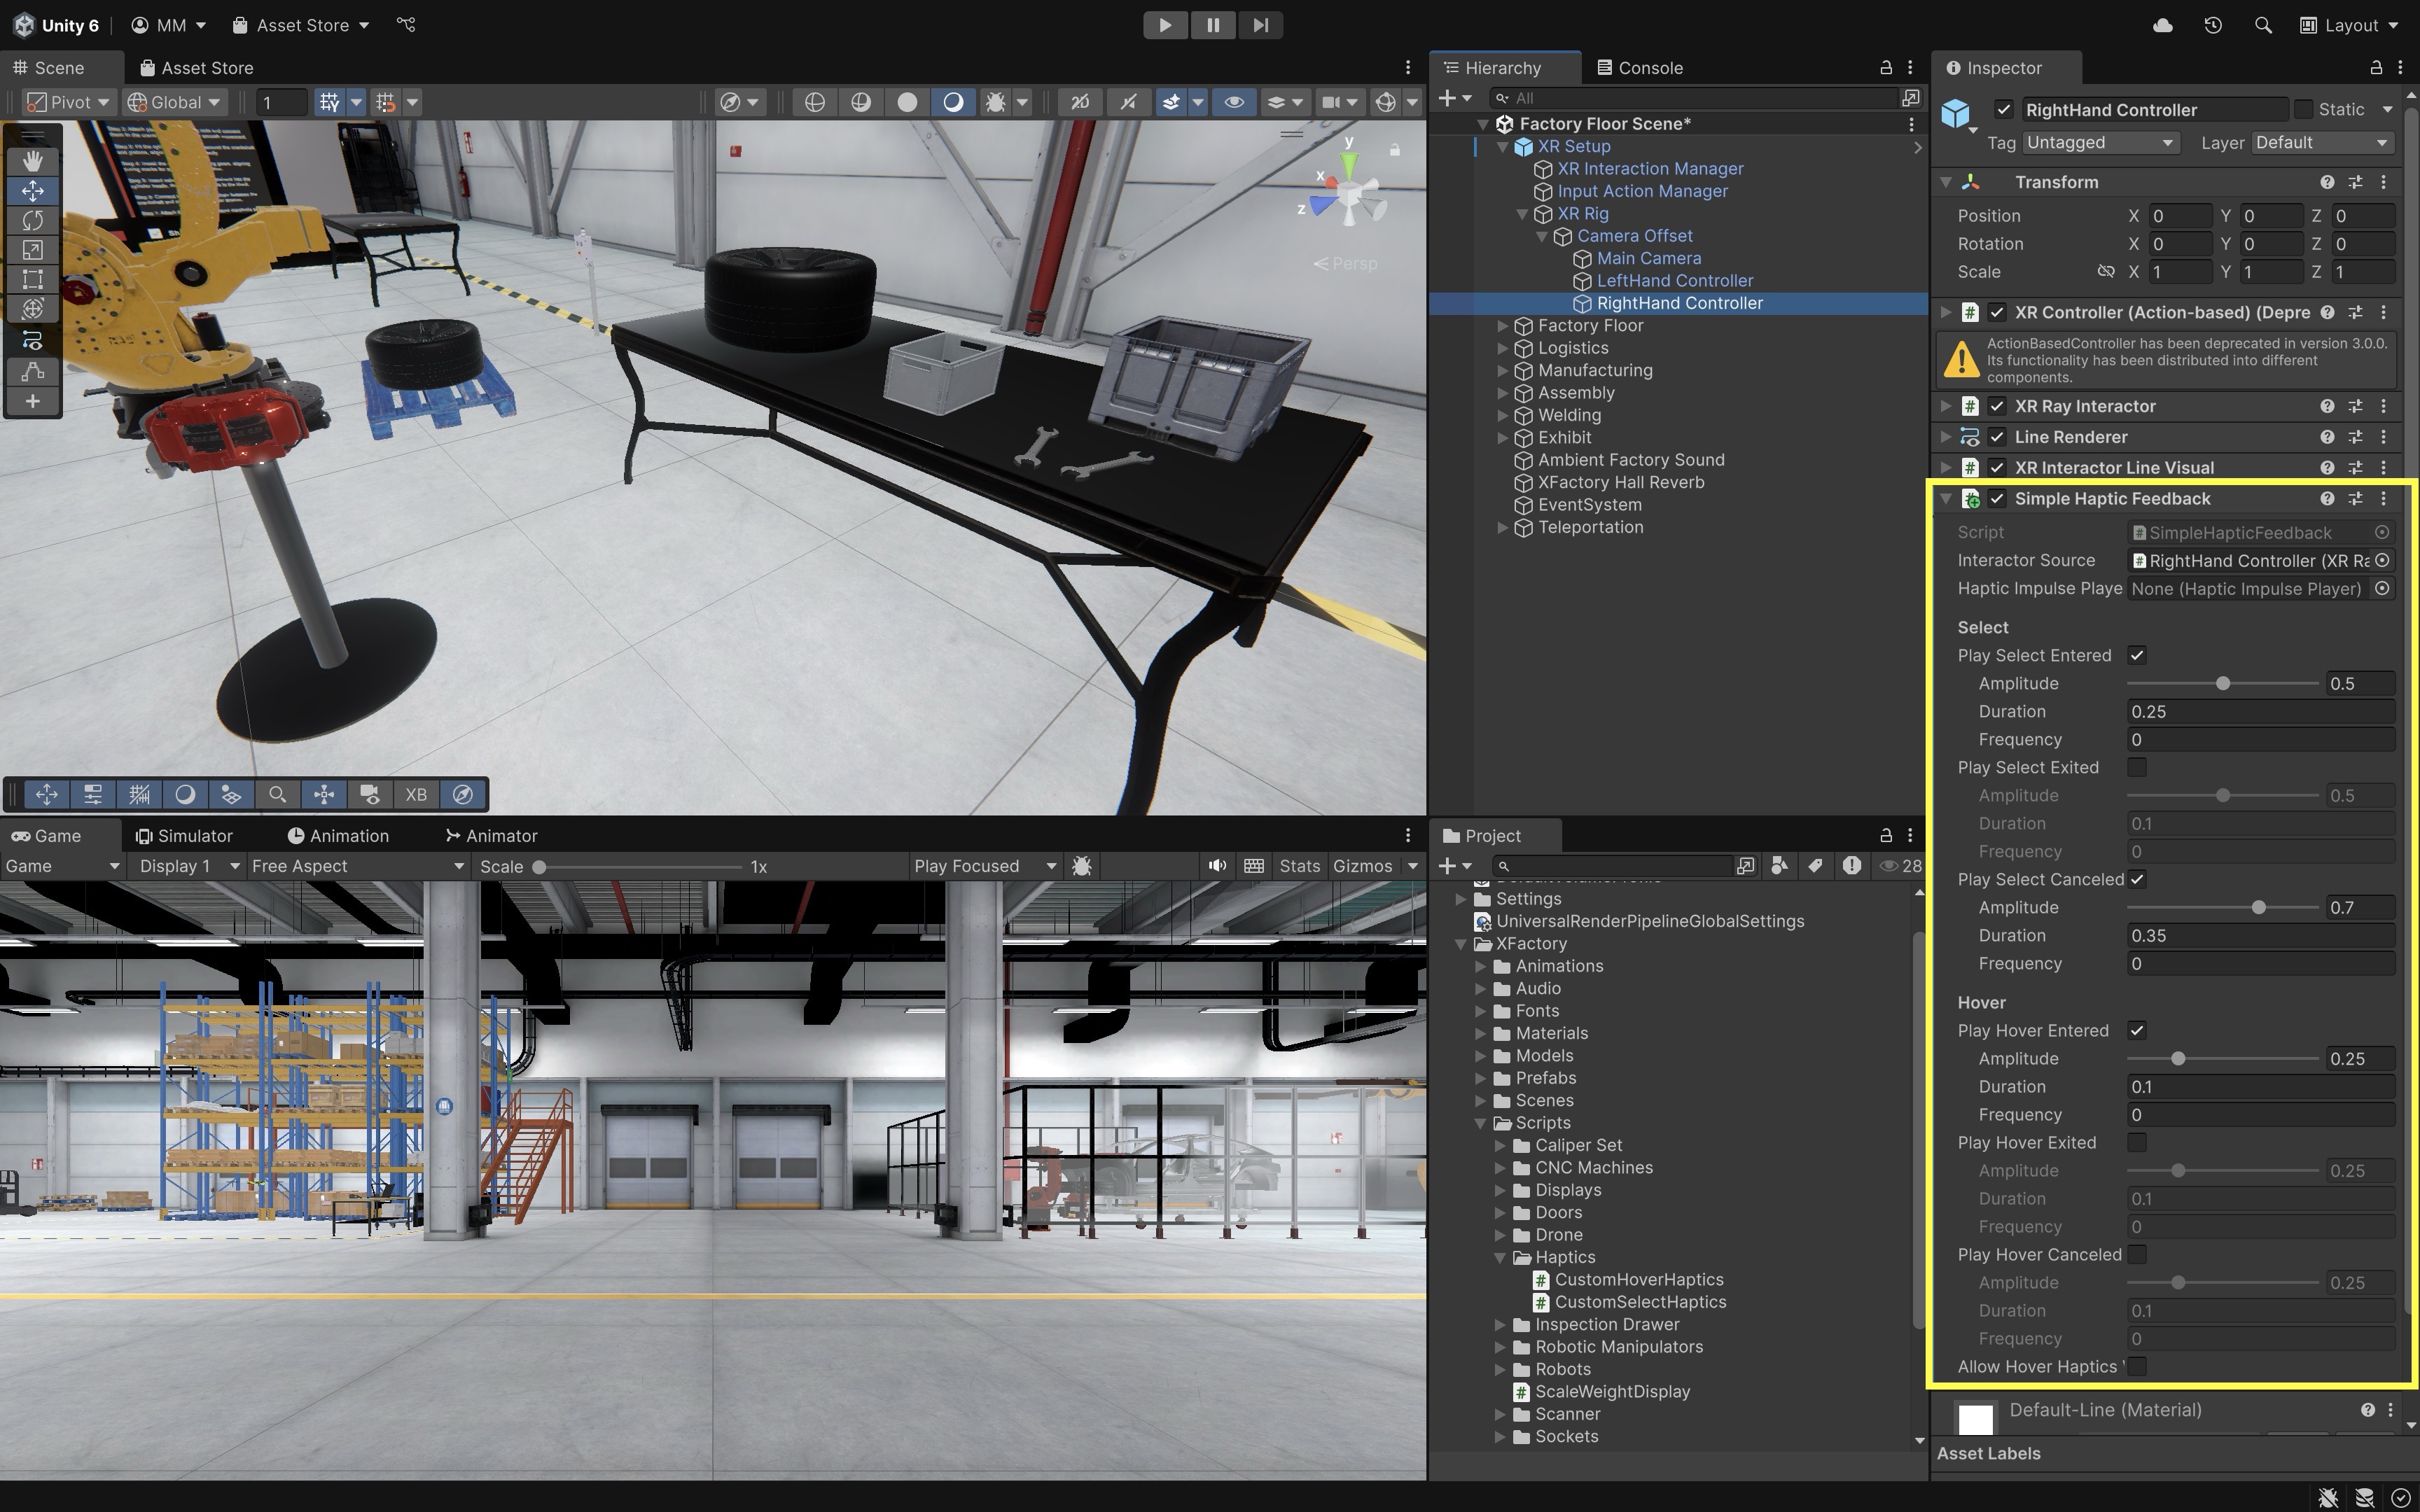 Unity 6
MM
Asset Store
Layout
Scene
Asset Store
Pivot
Global
1
2D
y
x
z
Persp
XB
Hierarchy
Console
All
Factory Floor Scene*
XR Setup
XR Interaction Manager
Input Action Manager
XR Rig
Camera Offset
Main Camera
LeftHand Controller
RightHand Controller
Factory Floor
Logistics
Manufacturing
Assembly
Welding
Exhibit
Ambient Factory Sound
XFactory Hall Reverb
EventSystem
Teleportation
Inspector
RightHand Controller
Static
Tag Untagged Layer Default
Transform
Position X 0 Y 0 Z 0
Rotation X 0 Y 0 Z 0
Scale X 1 Y 1 Z 1
XR Controller (Action-based) (Depre
ActionBasedController has been deprecated in version 3.0.0.
Its functionality has been distributed into different
components.
XR Ray Interactor
Line Renderer
XR Interactor Line Visual
Simple Haptic Feedback
Script SimpleHapticFeedback
Interactor Source RightHand Controller (XR Ra
Haptic Impulse Playe None (Haptic Impulse Player)
Select
Play Select Entered
Amplitude 0.5
Duration 0.25
Frequency 0
Play Select Exited
Amplitude 0.5
Duration 0.1
Frequency 0
Play Select Canceled
Amplitude 0.7
Duration 0.35
Frequency 0
Hover
Play Hover Entered
Amplitude 0.25
Duration 0.1
Frequency 0
Play Hover Exited
Amplitude 0.25
Duration 0.1
Frequency 0
Play Hover Canceled
Amplitude 0.25
Duration 0.1
Frequency 0
Allow Hover Haptics
Default-Line (Material)
Asset Labels
Game
Simulator
Animation
Animator
Game
Display 1
Free Aspect
Scale 1x
Play Focused
Stats
Gizmos
Project
28
Settings
UniversalRenderPipelineGlobalSettings
XFactory
Animations
Audio
Fonts
Materials
Models
Prefabs
Scenes
Scripts
Caliper Set
CNC Machines
Displays
Doors
Drone
Haptics
CustomHoverHaptics
CustomSelectHaptics
Inspection Drawer
Robotic Manipulators
Robots
ScaleWeightDisplay
Scanner
Sockets